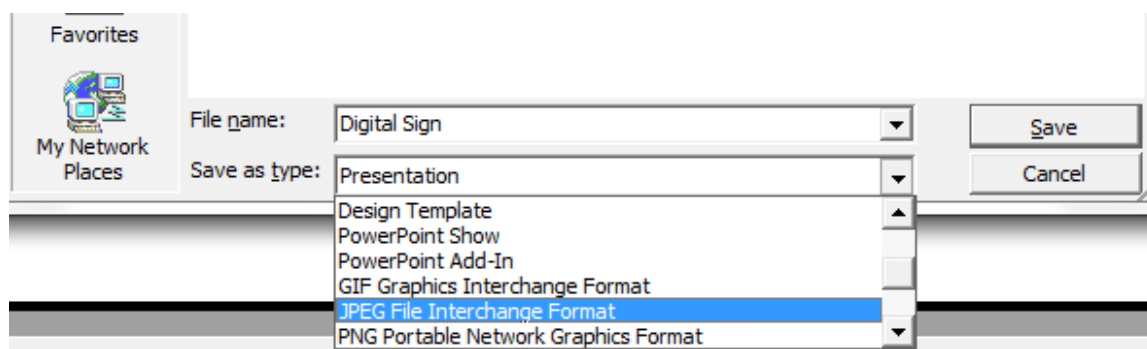 Favorites
My Network
Places
File name:
Digital Sign
Save
Save as type:
Presentation
Cancel
Design Template
PowerPoint Show
PowerPoint Add-In
GIF Graphics Interchange Format
JPEG File Interchange Format
PNG Portable Network Graphics Format